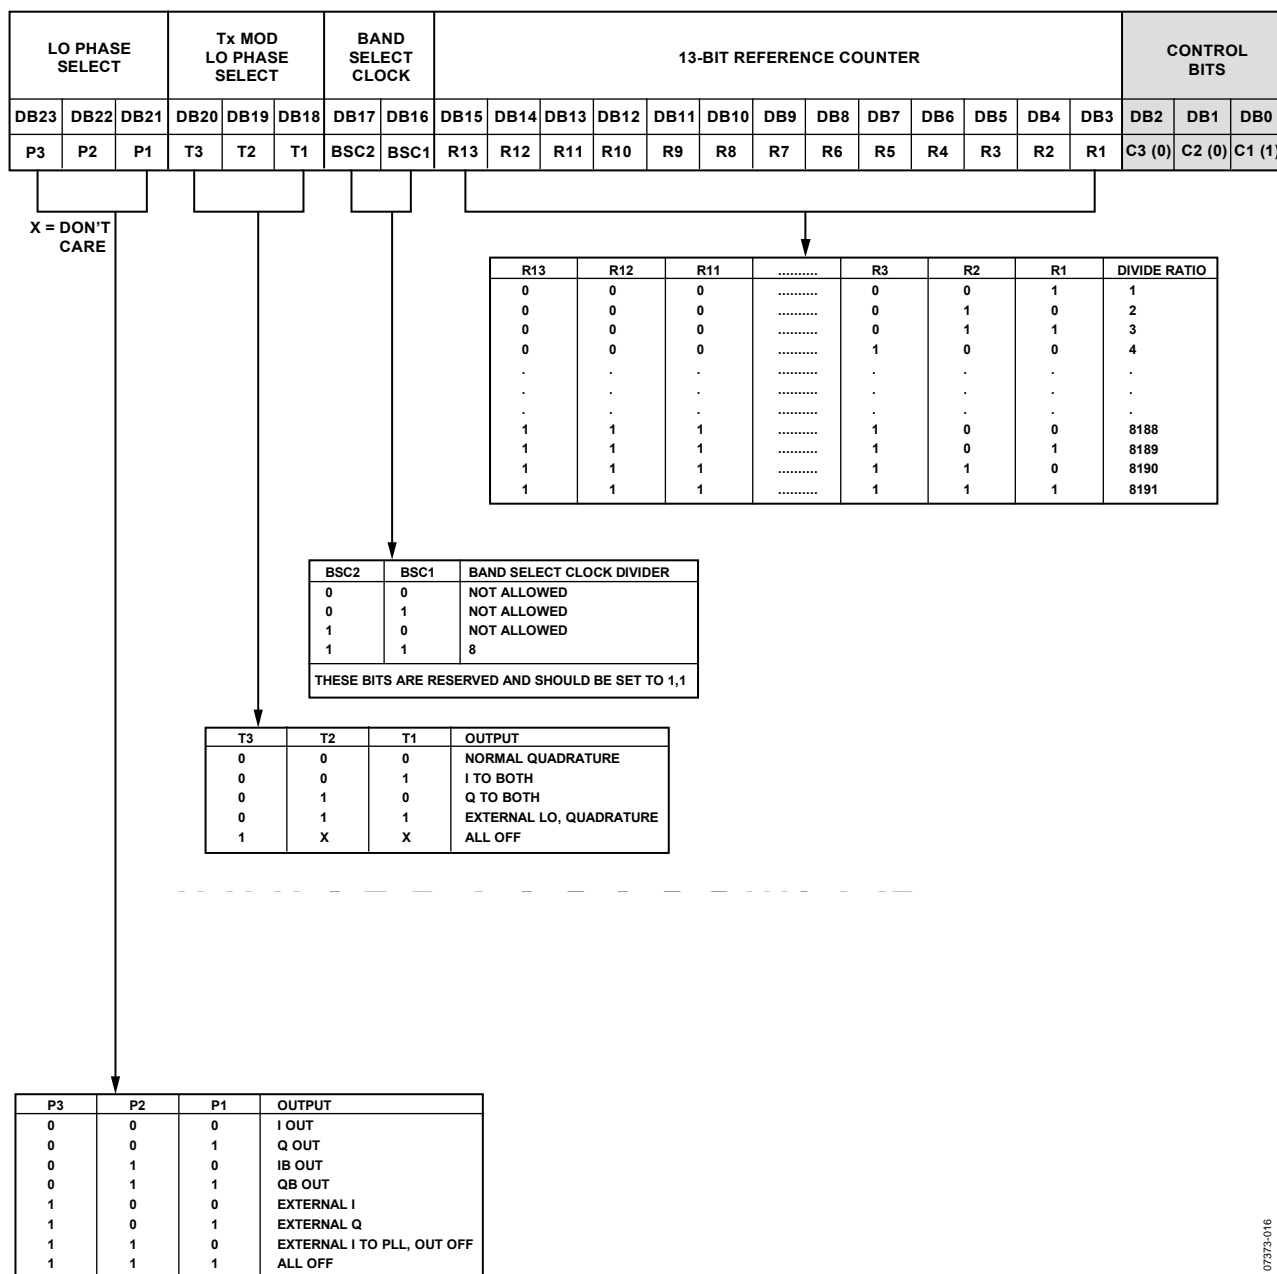 LO PHASE SELECT
Tx MOD LO PHASE SELECT
BAND SELECT CLOCK
13-BIT REFERENCE COUNTER
CONTROL BITS
DB23 DB22 DB21 DB20 DB19 DB18 DB17 DB16 DB15 DB14 DB13 DB12 DB11 DB10 DB9 DB8 DB7 DB6 DB5 DB4 DB3 DB2 DB1 DB0
P3 P2 P1 T3 T2 T1 BSC2 BSC1 R13 R12 R11 R10 R9 R8 R7 R6 R5 R4 R3 R2 R1 C3 (0) C2 (0) C1 (1)
X = DON'T
CARE
R13 R12 R11 .......... R3 R2 R1 DIVIDE RATIO
0 0 0 .......... 0 0 1 1
0 0 0 .......... 0 1 0 2
0 0 0 .......... 0 1 1 3
0 0 0 .......... 1 0 0 4
. . . .......... . . . .
. . . .......... . . . .
. . . .......... . . . .
1 1 1 .......... 1 0 0 8188
1 1 1 .......... 1 0 1 8189
1 1 1 .......... 1 1 0 8190
1 1 1 .......... 1 1 1 8191
BSC2 BSC1 BAND SELECT CLOCK DIVIDER
0 0 NOT ALLOWED
0 1 NOT ALLOWED
1 0 NOT ALLOWED
1 1 8
THESE BITS ARE RESERVED AND SHOULD BE SET TO 1,1
T3 T2 T1 OUTPUT
0 0 0 NORMAL QUADRATURE
0 0 1 I TO BOTH
0 1 0 Q TO BOTH
0 1 1 EXTERNAL LO, QUADRATURE
1 X X ALL OFF
P3 P2 P1 OUTPUT
0 0 0 I OUT
0 0 1 Q OUT
0 1 0 IB OUT
0 1 1 QB OUT
1 0 0 EXTERNAL I
1 0 1 EXTERNAL Q
1 1 0 EXTERNAL I TO PLL, OUT OFF
1 1 1 ALL OFF
07373-016